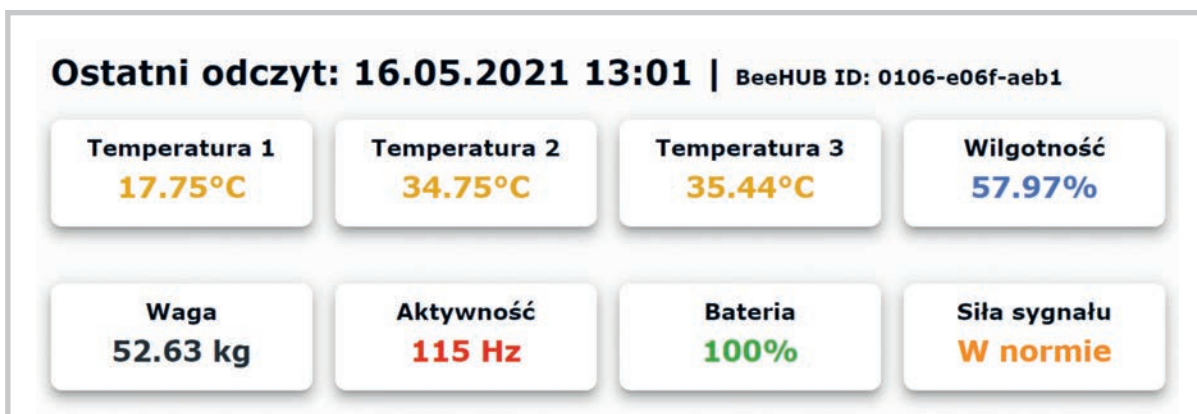 Ostatni odczyt: 16.05.2021 13:01 | BeeHUB ID: 0106-e06f-aeb1
Temperatura 1
17.75°C
Temperatura 2
34.75°C
Temperatura 3
35.44°C
Wilgotność
57.97%
Waga
52.63 kg
Aktywność
115 Hz
Bateria
100%
Siła sygnału
W normie